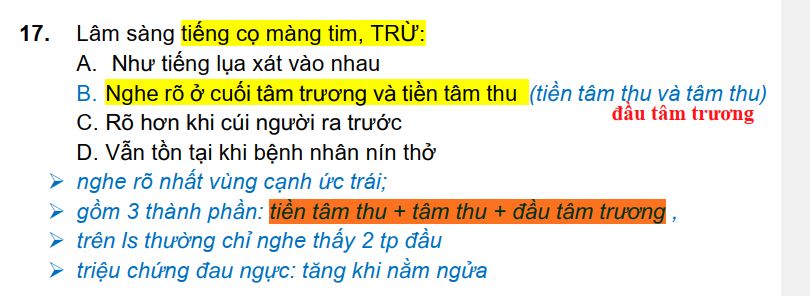 17. Lâm sàng tiếng cọ màng tim, TRỪ:
A. Như tiếng lụa xát vào nhau
B. Nghe rõ ở cuối tâm trương và tiền tâm thu (tiền tâm thu và tâm thu)
đầu tâm trương
C. Rõ hơn khi cúi người ra trước
D. Vẫn tồn tại khi bệnh nhân nín thở
➢ nghe rõ nhất vùng cạnh ức trái;
➢ gồm 3 thành phần: tiền tâm thu + tâm thu + đầu tâm trương ,
➢ trên ls thường chỉ nghe thấy 2 tp đầu
➢ triệu chứng đau ngực: tăng khi nằm ngửa